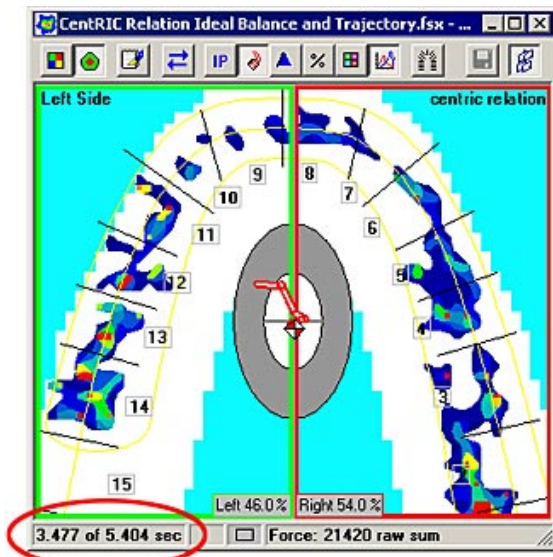 CentRIC Relation Ideal Balance and Trajectory.fsx - ...
IP %
Left Side centric relation
9 8
10 7
11 6
12 5
13 4
14 3
15
Left 46.0 % Right 54.0 %
3.477 of 5.404 sec Force: 21420 raw sum